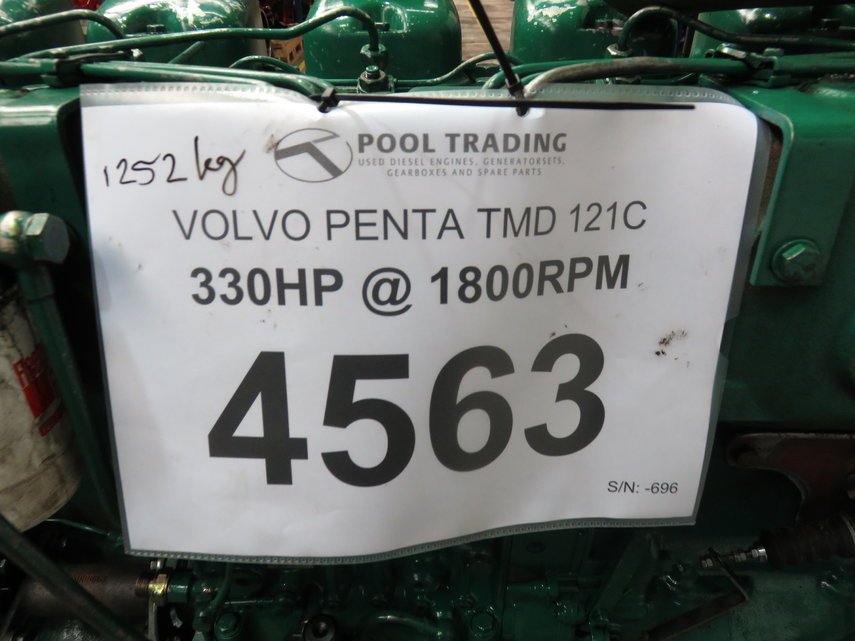 1252 kg
POOL TRADING
USED DIESEL ENGINES, GENERATORSETS,
GEARBOXES AND SPARE PARTS
VOLVO PENTA TMD 121C
330HP @ 1800RPM
4563
S/N: -696